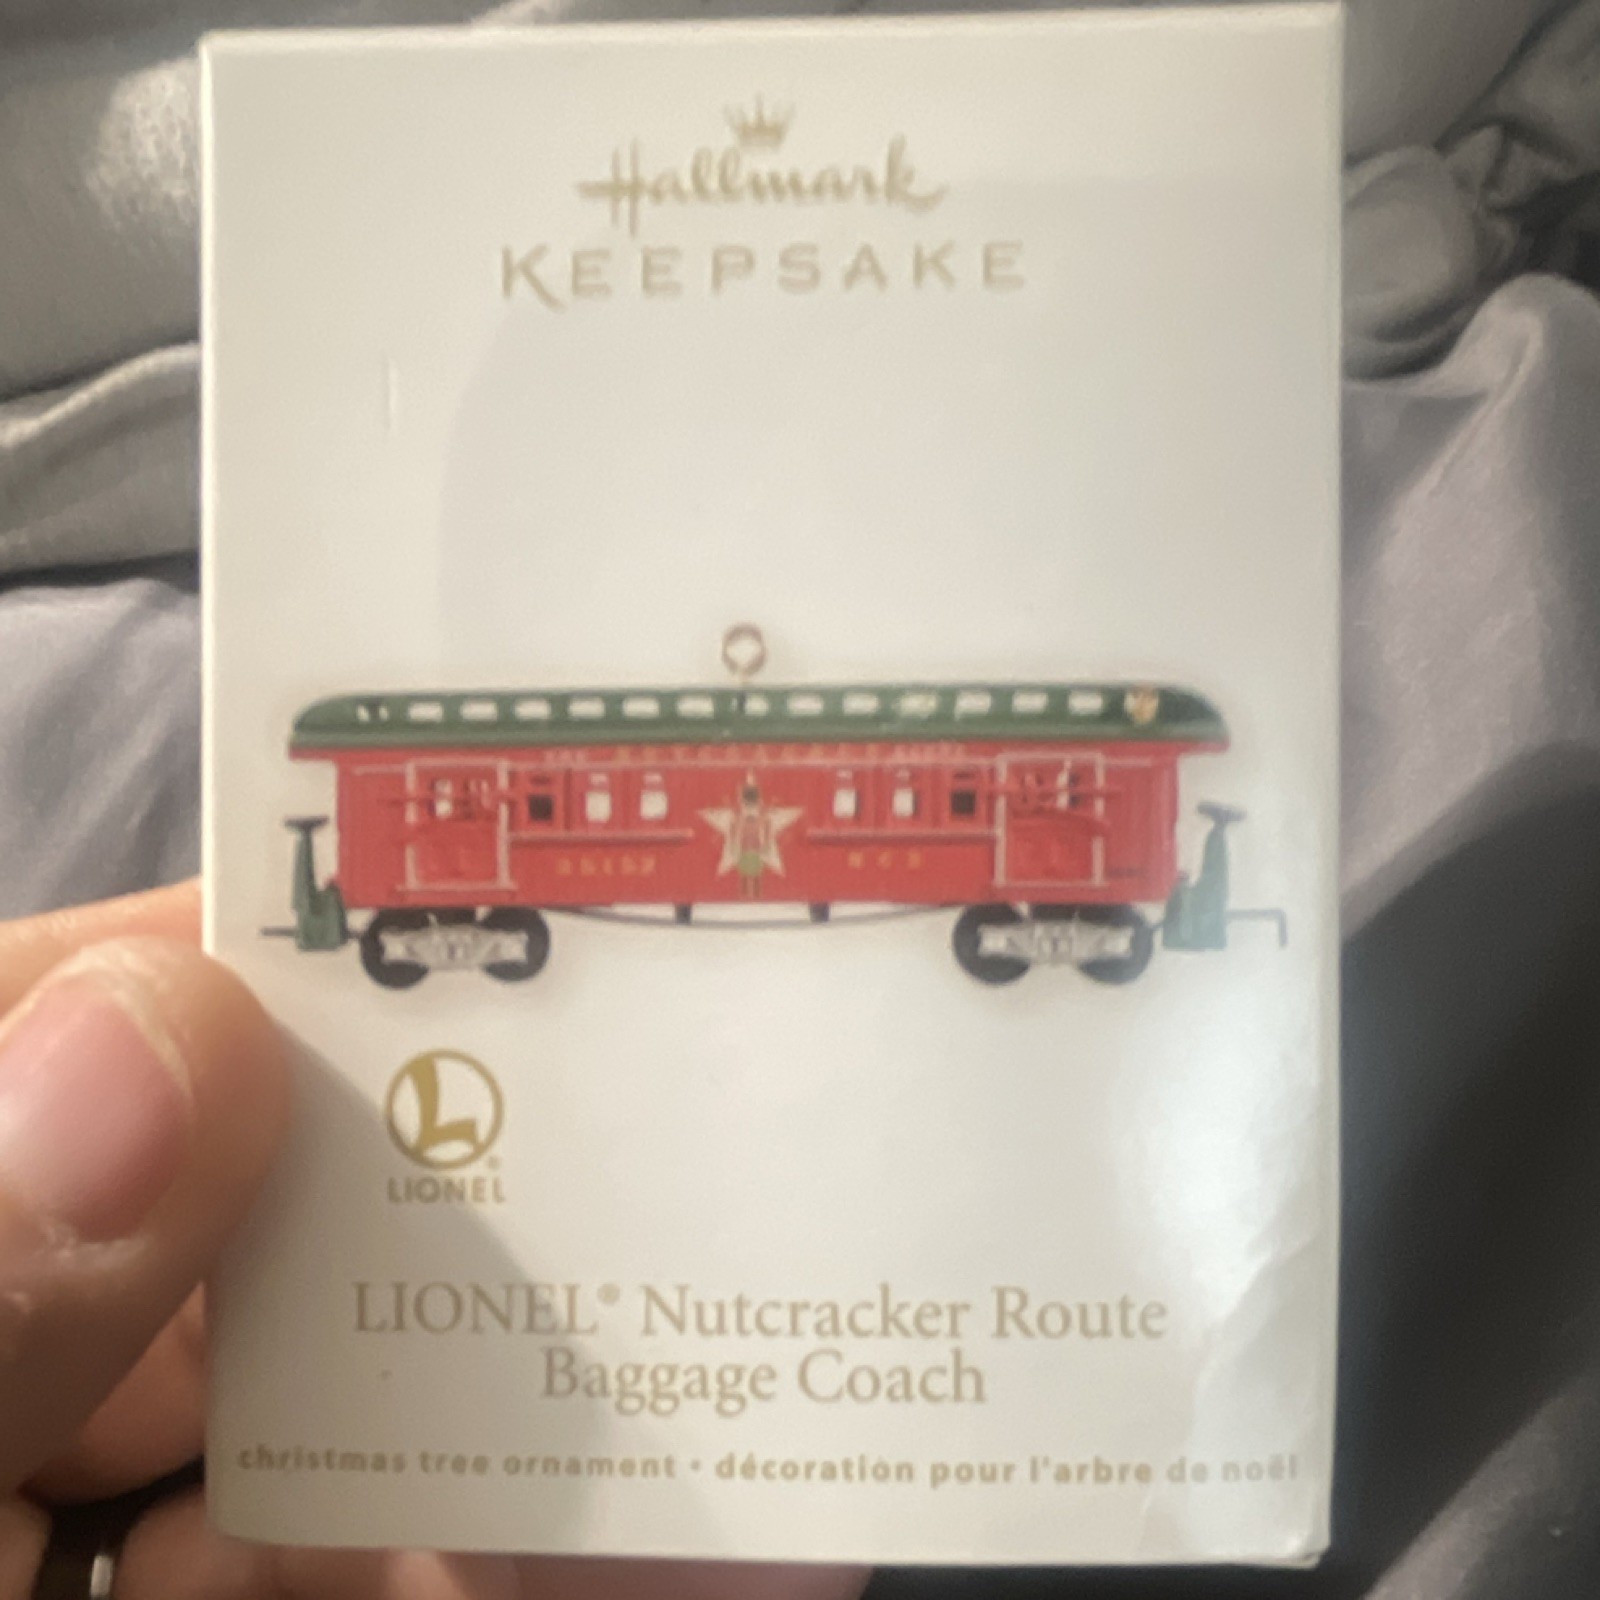 Hallmark
KEEPSAKE
L
LIONEL
LIONEL® Nutcracker Route
Baggage Coach
christmas tree ornament • décoration pour l'arbre de noël